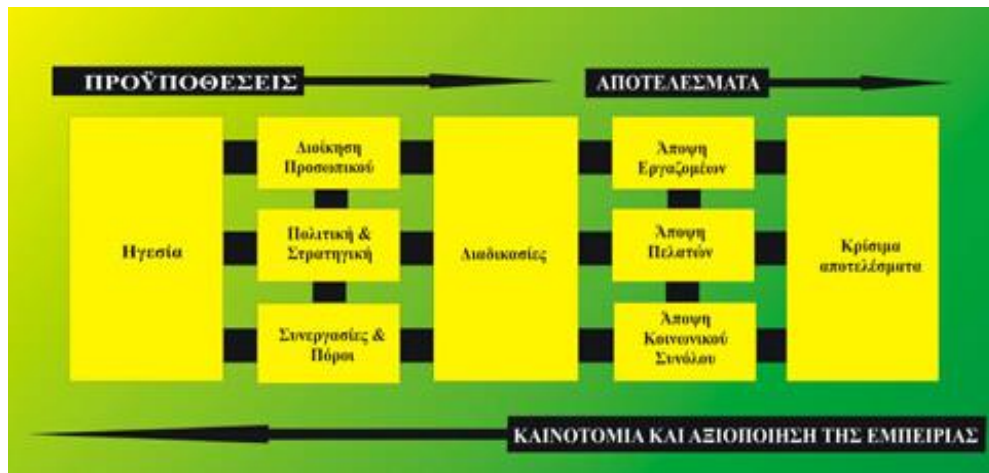 ΠΡΟΫΠΟΘΕΣΕΙΣ
ΑΠΟΤΕΛΕΣΜΑΤΑ
Ηγεσία
Διοίκηση
Προσωπικού
Πολιτική &
Στρατηγική
Συνεργασίες &
Πόροι
Διαδικασίες
Άποψη
Εργαζομέων
Άποψη
Πελατών
Άποψη
Κοινωνικού
Συνόλου
Κρίσιμα
αποτελέσματα
ΚΑΙΝΟΤΟΜΙΑ ΚΑΙ ΑΞΙΟΠΟΙΗΣΗ ΤΗΣ ΕΜΠΕΙΡΙΑΣ